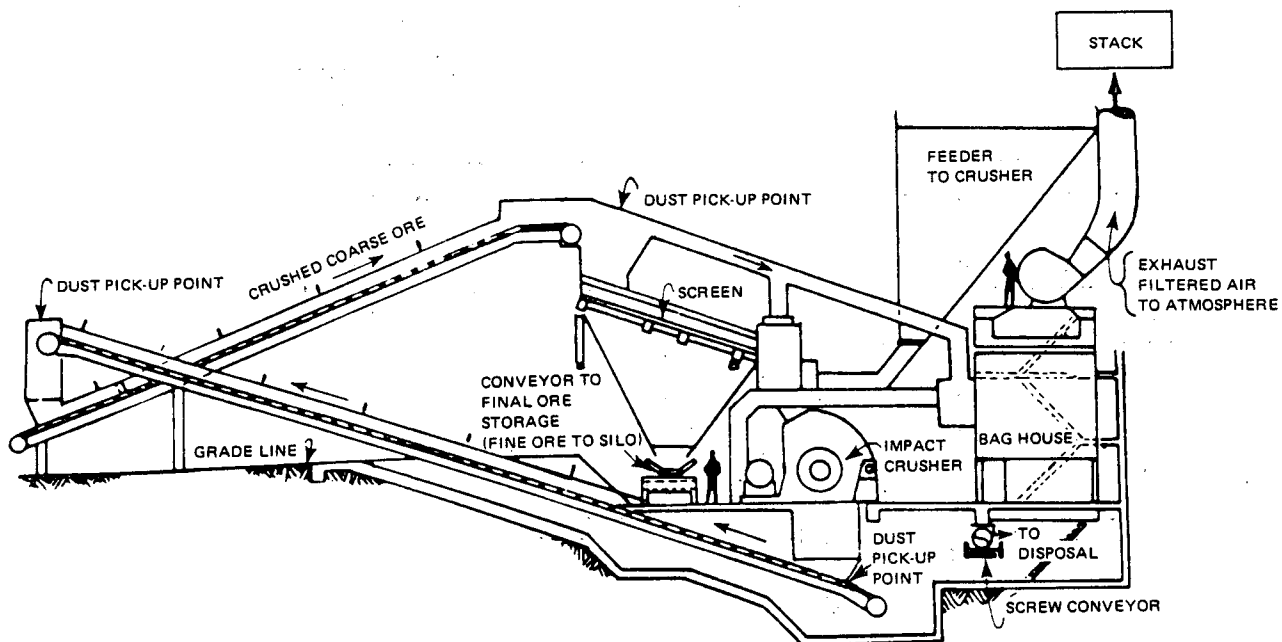 STACK
FEEDER
TO CRUSHER
DUST PICK-UP POINT
CRUSHED COARSE ORE
EXHAUST
FILTERED AIR
TO ATMOSPHERE
DUST PICK-UP POINT
SCREEN
CONVEYOR TO
FINAL ORE
STORAGE
(FINE ORE TO SILO)
GRADE LINE
IMPACT
CRUSHER
BAG HOUSE
DUST
PICK-UP
POINT
TO
DISPOSAL
SCREW CONVEYOR